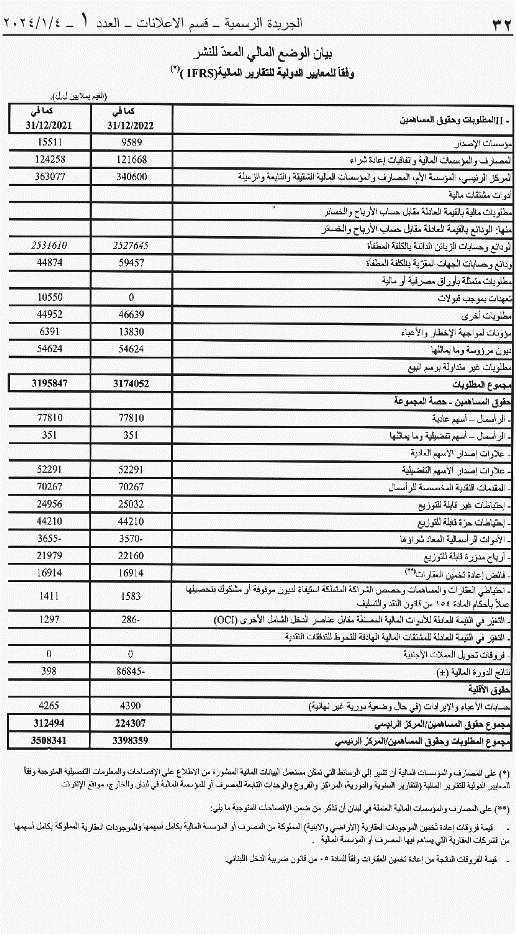 ٣٢ الجريدة الرسمية – قسم الاعلانات – العدد ١ – ٢٠٢٤/١/٤
بيان الوضع المالي المعدّ للنشر
وفقاً للمعايير الدولية للتقارير المالية (IFRS) (*)
(القيم بملايين ل.ل).
II - المطلوبات وحقوق المساهمين كما في 31/12/2022 كما في 31/12/2021
مؤسسات الإصدار 9589 15511
المصارف والمؤسسات المالية واتفاقيات إعادة شراء 121668 124258
المركز الرئيسي، المؤسسة الأم، المصارف والمؤسسات المالية الشقيقة والتابعة والزميلة 340600 363077
أدوات مشتقات مالية
مطلوبات مالية بالقيمة العادلة مقابل حساب الأرباح والخسائر
منها: الودائع بالقيمة العادلة مقابل حساب الأرباح والخسائر
الودائع وحسابات الزبائن الدائنة بالكلفة المطفأة 2527645 2531610
ودائع وحسابات الجهات المقرّبة بالكلفة المطفأة 59457 44874
مطلوبات متمثلة بأوراق مصرفية أو مالية
تعهدات بموجب قبولات 0 10550
مطلوبات أخرى 46639 44952
مؤونات لمواجهة الأخطار والأعباء 13830 6391
ديون مرؤوسة وما يماثلها 54624 54624
مطلوبات غير متداولة برسم البيع
مجموع المطلوبات 3174052 3195847
حقوق المساهمين - حصة المجموعة
- الرأسمال – أسهم عادية 77810 77810
- الرأسمال – أسهم تفضيلية وما يماثلها 351 351
- علاوات إصدار الأسهم العادية
- علاوات إصدار الأسهم التفضيلية 52291 52291
- المقدمات النقدية المخصصة للرأسمال 70267 70267
- إحتياطات غير قابلة للتوزيع 25032 24956
- إحتياطات حرّة قابلة للتوزيع 44210 44210
- الأدوات الرأسمالية المعاد شراؤها 3570- 3655-
- أرباح مدوّرة قابلة للتوزيع 22160 21979
- فائض إعادة تخمين العقارات (**) 16914 16914
- احتياطي العقارات والمساهمات وحصص الشراكة المتملكة استيفاءً لديون موقوفة أو مشكوك بتحصيلها
عملاً بأحكام المادة ١٥٤ من قانون النقد والتسليف 1583 1411
- التغيّر في القيمة العادلة للأدوات المالية المصنفة مقابل عناصر الدخل الشامل الأخرى (OCI) 286- 1297
- التغيّر في القيمة العادلة للمشتقات المالية الهادفة للتحوط للتدفقات النقدية
- فروقات تحويل العملات الأجنبية 0 0
نتائج الدورة المالية (±) 86845- 398
حقوق الأقلية
حسابات الأعباء والإيرادات (في حال وضعية دورية غير نهائية) 4390 4265
مجموع حقوق المساهمين/المركز الرئيسي 224307 312494
مجموع المطلوبات وحقوق المساهمين/المركز الرئيسي 3398359 3508341
(*) على المصارف والمؤسسات المالية أن تشير إلى الوسائط التي تمكّن مستعمل البيانات المالية المنشورة من الاطلاع على الإفصاحات والمعلومات التفصيلية المتوجبة وفقاً
للمعايير الدولية للتقارير المالية (التقارير السنوية والدورية، المراكز والفروع والوحدات التابعة للمصرف أو للمؤسسة المالية في لبنان والخارج، مواقع الإنترنت
(**) على المصارف والمؤسسات المالية العاملة في لبنان أن تذكر من ضمن الإفصاحات المتوجبة ما يلي:
- قيمة فروقات إعادة تخمين الموجودات العقارية (الأراضي والأبنية) المملوكة من المصرف أو المؤسسة المالية بكامل أسهمها والموجودات العقارية المملوكة بكامل أسهمها
من الشركات العقارية التي يساهم فيها المصرف أو المؤسسة المالية .
- قيمة الفروقات الناتجة من إعادة تخمين العقارات وفقاً للمادة ٤٥ من قانون ضريبة الدخل اللبناني.